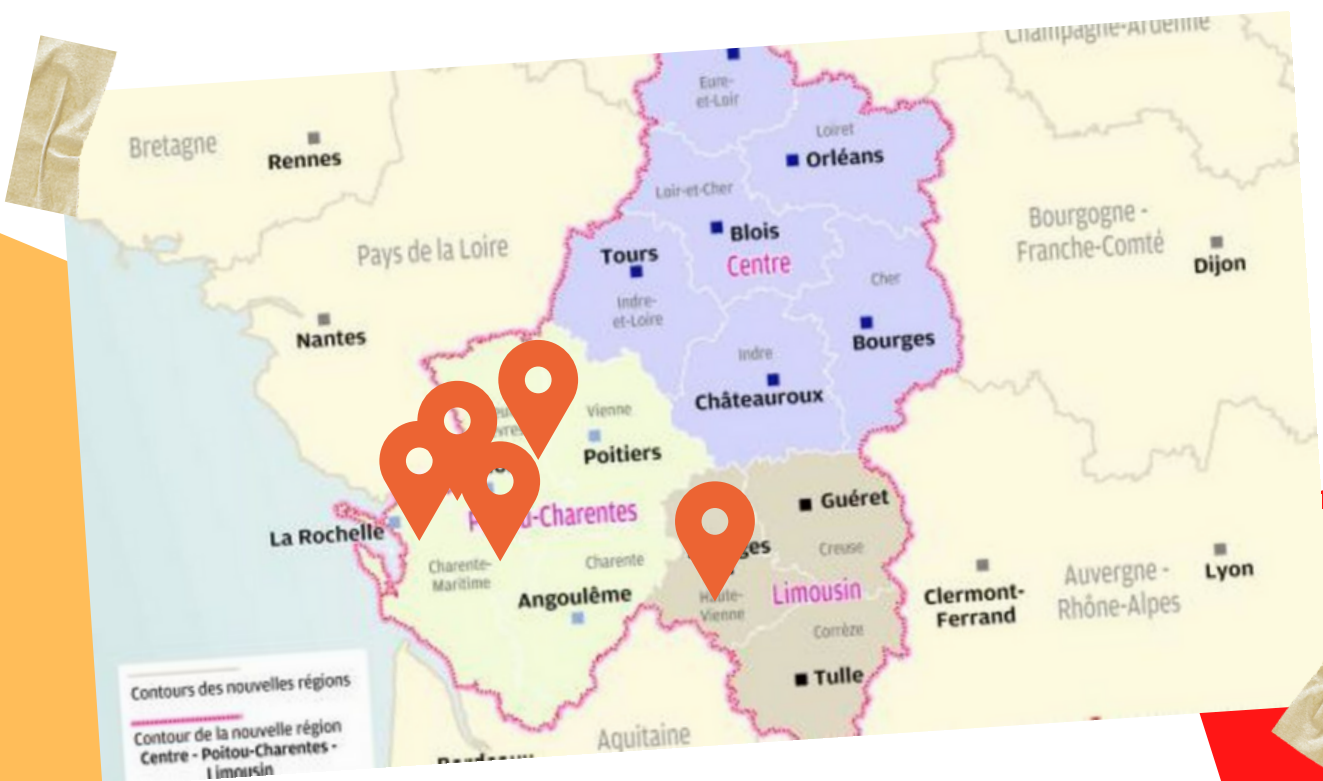 Champagne-Ardenne
Eure-
et-Loir
Loiret
Bretagne
Rennes
Orléans
Loir-et-Cher
Bourgogne -
Franche-Comté
Pays de la Loire
Blois
Tours
Centre
Dijon
Cher
Indre-
et-Loire
Nantes
Bourges
Indre
Châteauroux
Vienne
Poitiers
Guéret
-Charentes
La Rochelle
Creuse
Charente-
Maritime
Charente
Angoulême
Haute-
Vienne
Limousin
Clermont-
Ferrand
Auvergne -
Rhône-Alpes
Lyon
Corrèze
Tulle
Contours des nouvelles régions
Contour de la nouvelle région
Centre - Poitou-Charentes -
Limousin
Aquitaine
Bordeaux